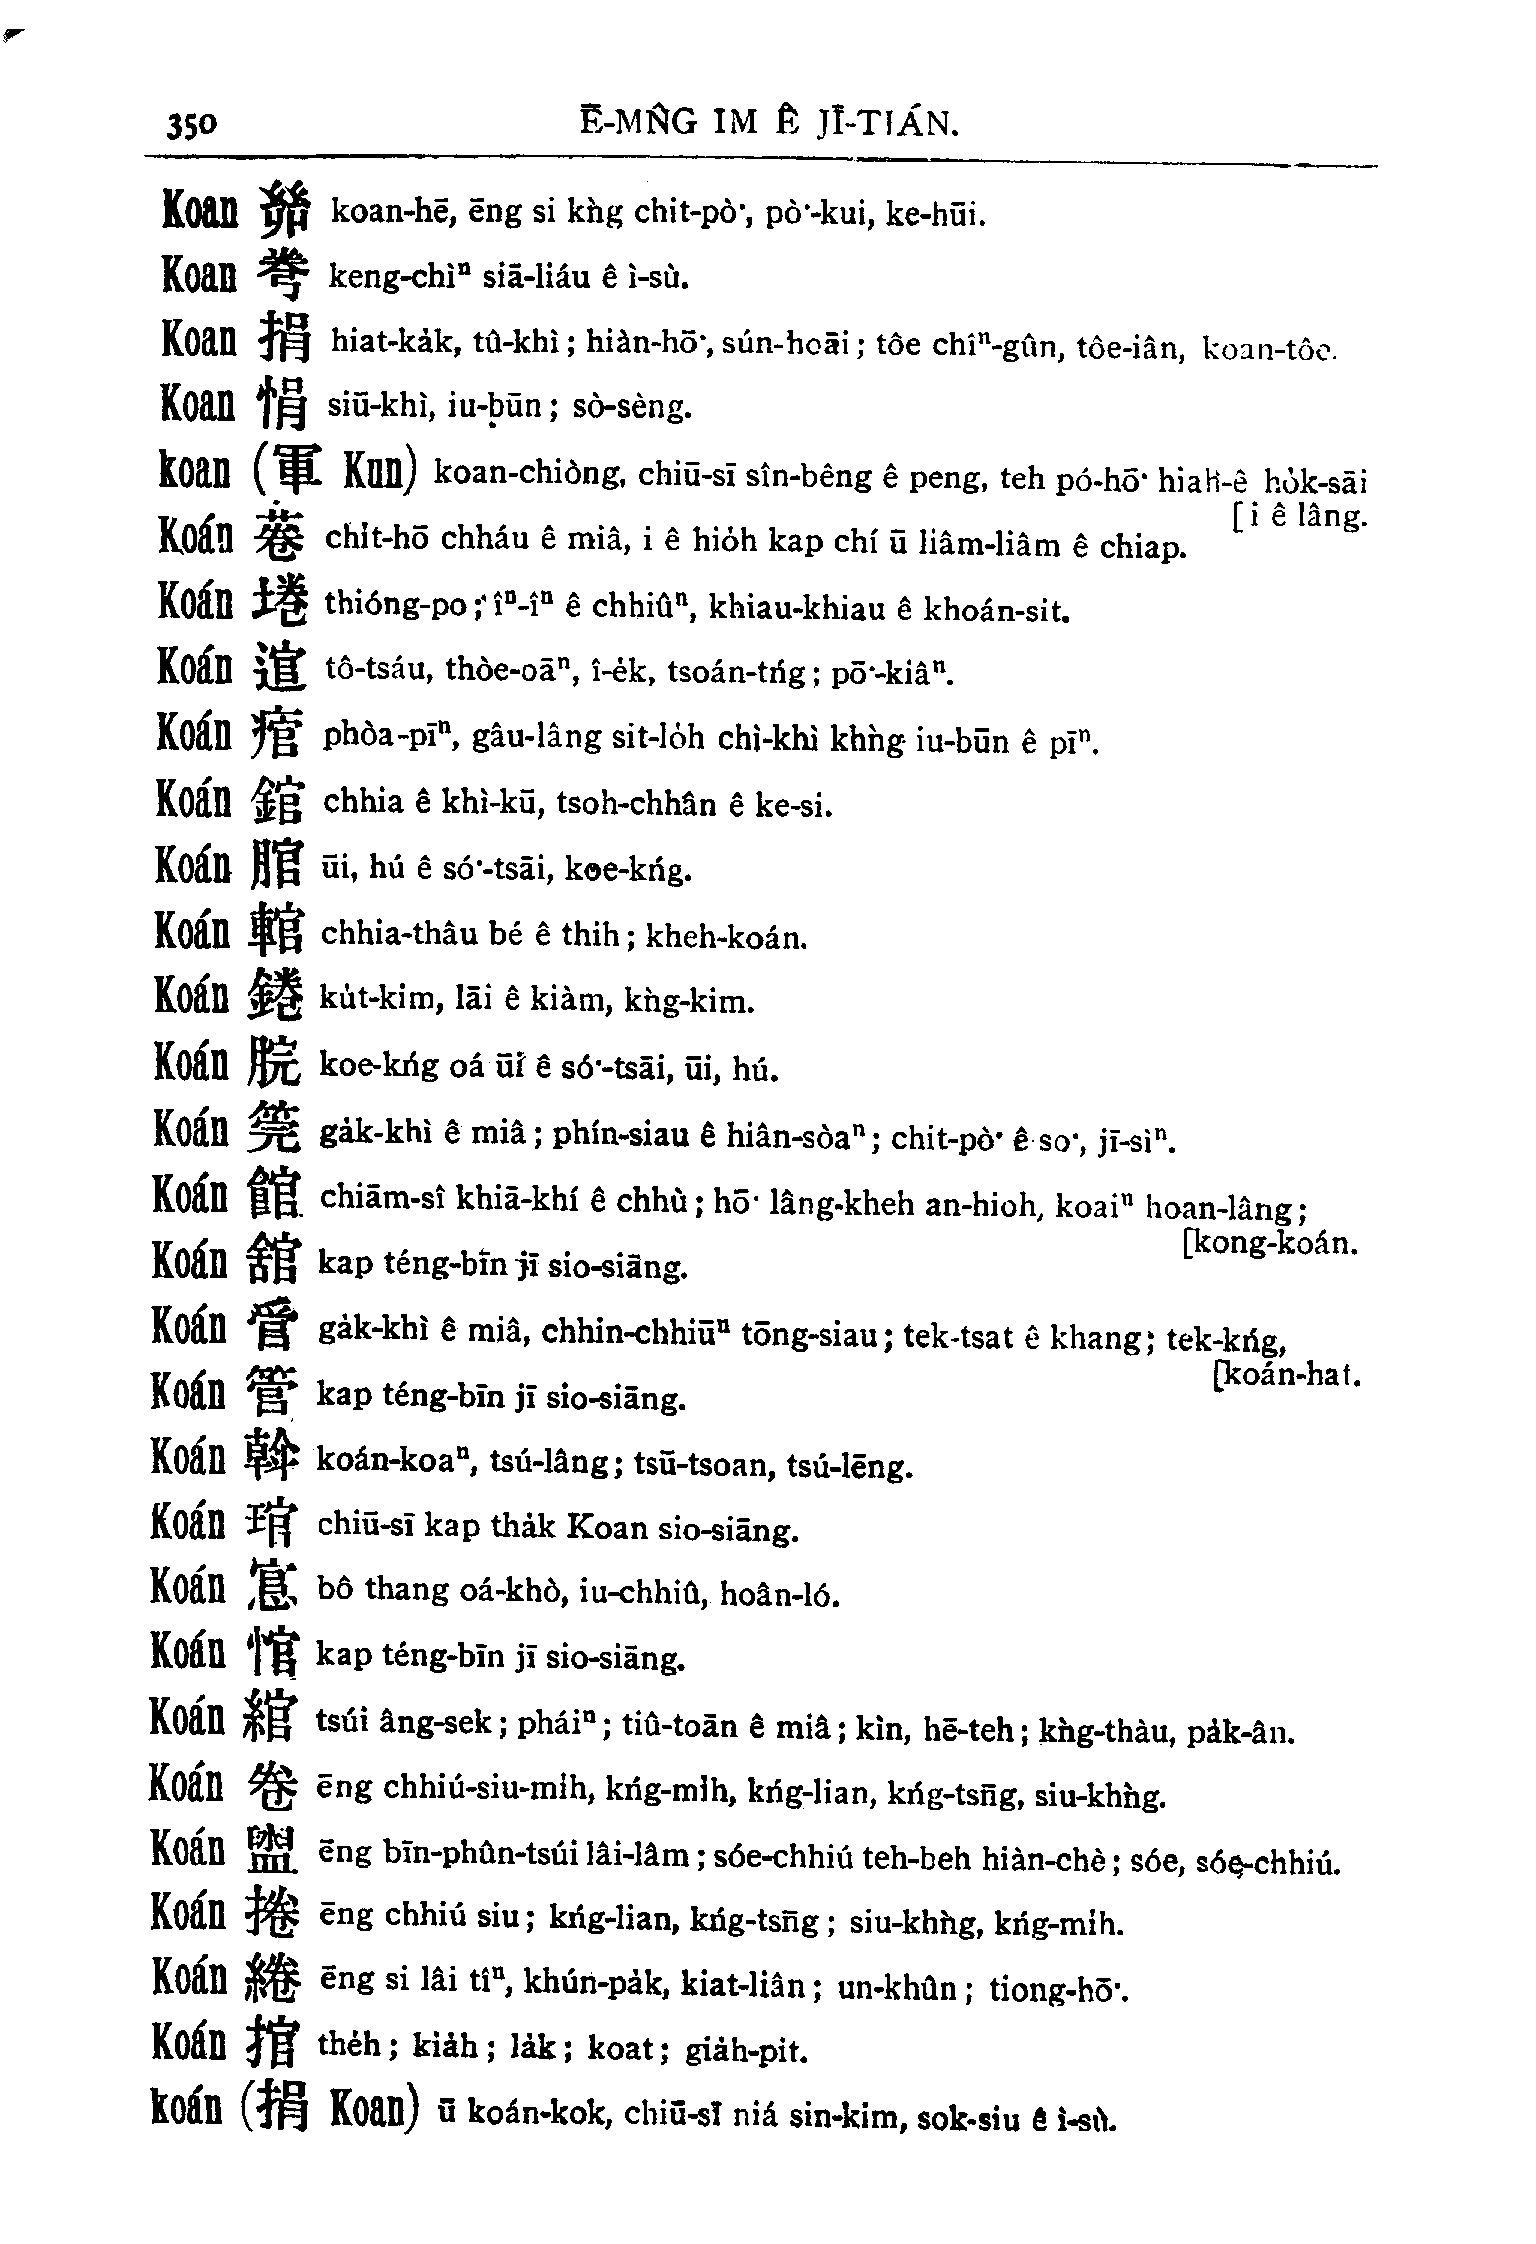 350 Ē-MN̂G IM Ê JĪ-TIÁN.
Koan koan-hē, ēng si kǹg chit-pò͘, pò͘-kui, ke-hūi.
Koan keng-chìⁿ siā-liáu ê ì-sù.
Koan 捐 hiat-ka̍k, tû-khì; hiàn-hō͘, sún-hoāi; tôe chîⁿ-gûn, tôe-iân, koan-tôe.
Koan 悁 siū-khì, iu-būn; sò-sèng.
koan (軍 Kun) koan-chiòng, chiū-sī sîn-bêng ê peng, teh pó-hō͘ hiah-ê ho̍k-sāi
[i ê lâng.
Koán 菤 chi̍t-hō chháu ê miâ, i ê hio̍h kap chí ū liâm-liâm ê chiap.
Koán 埢 thióng-po; îⁿ-îⁿ ê chhiûⁿ, khiau-khiau ê khoán-sit.
Koán 逭 tô-tsáu, thòe-oāⁿ, î-e̍k, tsoán-tńg; pō͘-kiâⁿ.
Koán 痯 phòa-pīⁿ, gâu-lâng sit-lo̍h chì-khì khǹg iu-būn ê pīⁿ.
Koán 錧 chhia ê khì-kū, tsoh-chhân ê ke-si.
Koán 脘 ūi, hú ê só͘-tsāi, koe-kńg.
Koán 輨 chhia-thâu bé ê thih; kheh-koán.
Koán 錈 ku̍t-kim, lāi ê kiàm, kǹg-kim.
Koán 脘 koe-kńg oá ūi ê só͘-tsāi, ūi, hú.
Koán 筦 ga̍k-khì ê miâ; phín-siau ê hiân-sòaⁿ; chit-pò͘ ê so͘, jī-sìⁿ.
Koán 館 chiām-sî khiā-khí ê chhù; hō͘ lâng-kheh an-hioh, koaiⁿ hoan-lâng;
[kong-koán.
Koán 舘 kap téng-bīn jī sio-siāng.
Koán ga̍k-khì ê miâ, chhin-chhiūⁿ tōng-siau; tek-tsat ê khang; tek-kńg,
[koán-hat.
Koán 管 kap téng-bīn jī sio-siāng.
Koán 斡 koán-koaⁿ, tsú-lâng; tsū-tsoan, tsú-lēng.
Koán 琯 chiū-sī kap tha̍k Koan sio-siāng.
Koán bô thang oá-khò, iu-chhiû, hoân-ló.
Koán 悺 kap téng-bīn jī sio-siāng.
Koán 綰 tsúi âng-sek; pháiⁿ; tiû-toān ê miâ; kìn, hē-teh; kǹg-thàu, pa̍k-ân.
Koán 卷 ēng chhiú-siu-mi̍h, kńg-mi̍h, kńg-lian, kńg-tsn̄g, siu-khǹg.
Koán 盥 ēng bīn-phûn-tsúi lâi-lâm; sóe-chhiú teh-beh hiàn-chè; sóe, sóe-chhiú.
Koán 捲 ēng chhiú siu; kńg-lian, kńg-tsn̄g; siu-khǹg, kńg-mi̍h.
Koán 綣 ēng si lâi tîⁿ, khún-pa̍k, kiat-liân; un-khûn; tiong-hō͘.
Koán 捾 the̍h; kia̍h; la̍k; koat; gia̍h-pit.
koán (捐 Koan) ū koán-kok, chiū-sī niá sin-kim, sok-siu ê ì-sù.